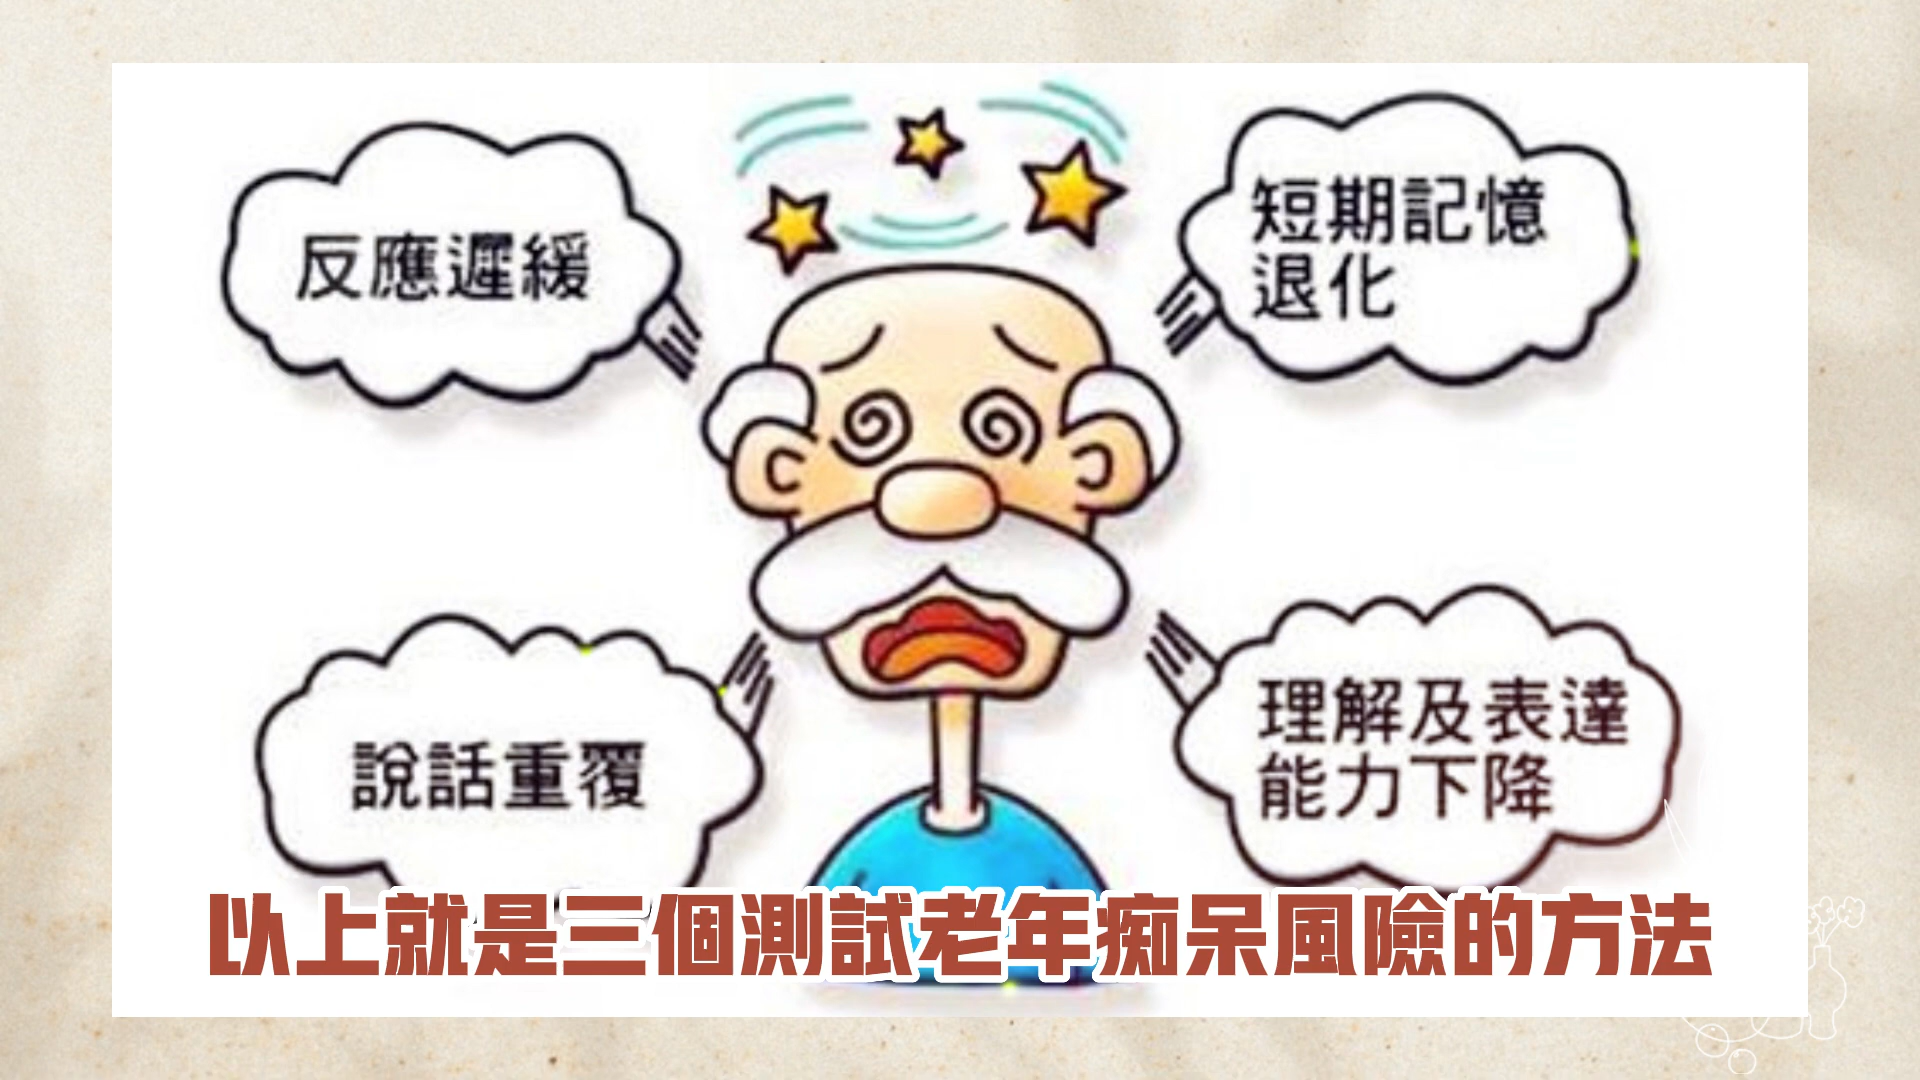 反應遲緩
短期記憶
退化
說話重覆
理解及表達
能力下降
以上就是三個測試老年痴呆風險的方法